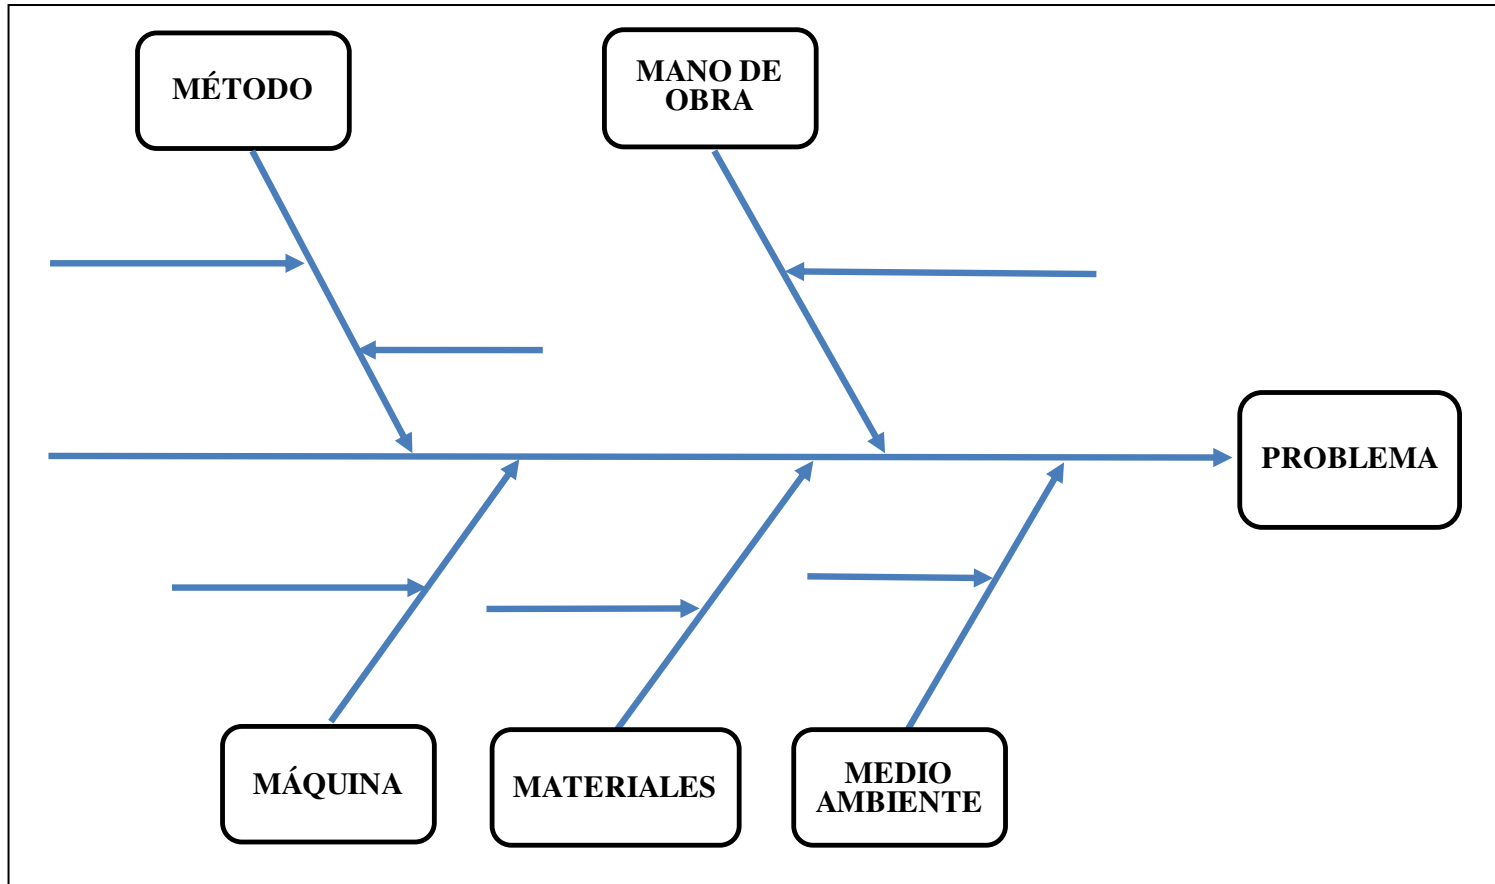 MÉTODO
MANO DE
OBRA
PROBLEMA
MÁQUINA
MATERIALES
MEDIO
AMBIENTE